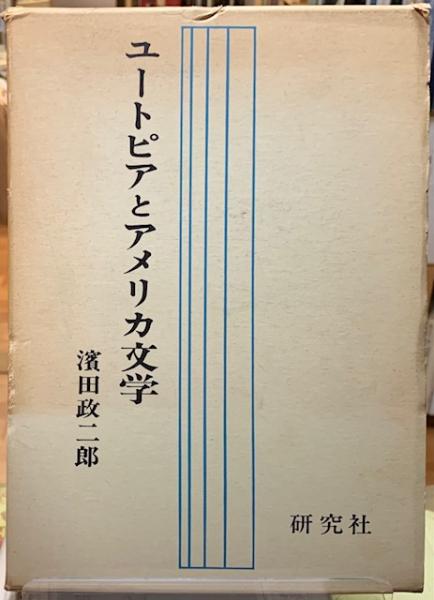 ユートピアとアメリカ文学
濱田政二郎
研究社